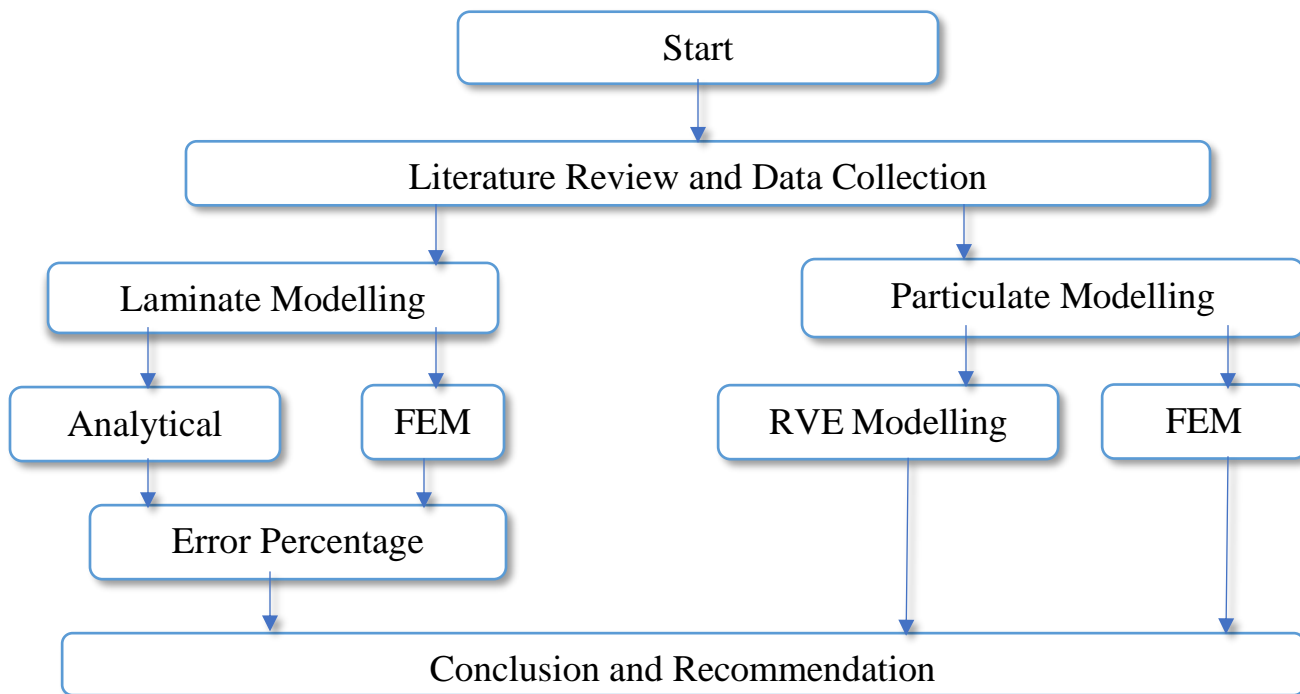 Start
Literature Review and Data Collection
Laminate Modelling
Particulate Modelling
Analytical
FEM
RVE Modelling
FEM
Error Percentage
Conclusion and Recommendation